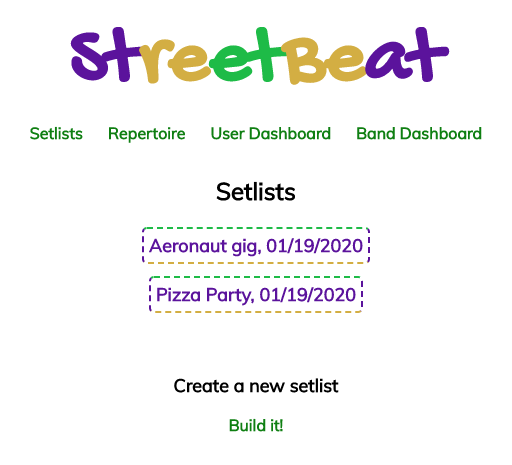 StreetBeat
Setlists Repertoire User Dashboard Band Dashboard
Setlists
Aeronaut gig, 01/19/2020
Pizza Party, 01/19/2020
Create a new setlist
Build it!